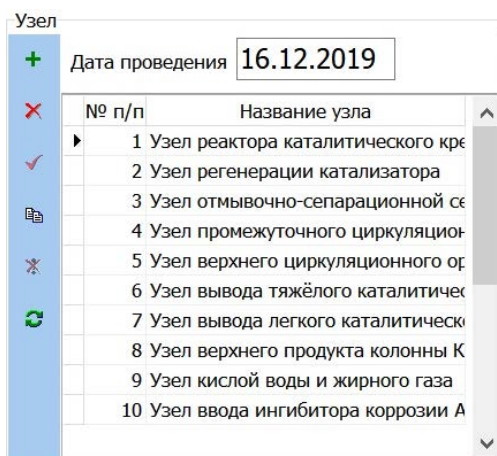 Узел
Дата проведения 16.12.2019
№ п/п Название узла
1 Узел реактора каталитического кре
2 Узел регенерации катализатора
3 Узел отмывочно-сепарационной се
4 Узел промежуточного циркуляцион
5 Узел верхнего циркуляционного ор
6 Узел вывода тяжёлого каталитичес
7 Узел вывода легкого каталитическ
8 Узел верхнего продукта колонны К
9 Узел кислой воды и жирного газа
10 Узел ввода ингибитора коррозии А